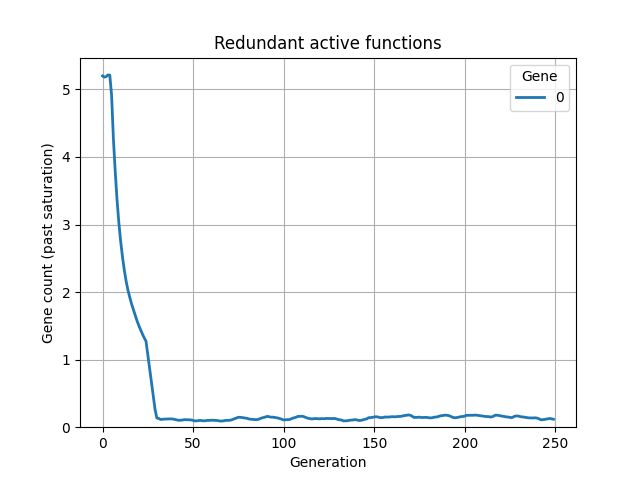 Redundant active functions
Gene
0
Gene count (past saturation)
5
4
3
2
1
0
0 50 100 150 200 250
Generation